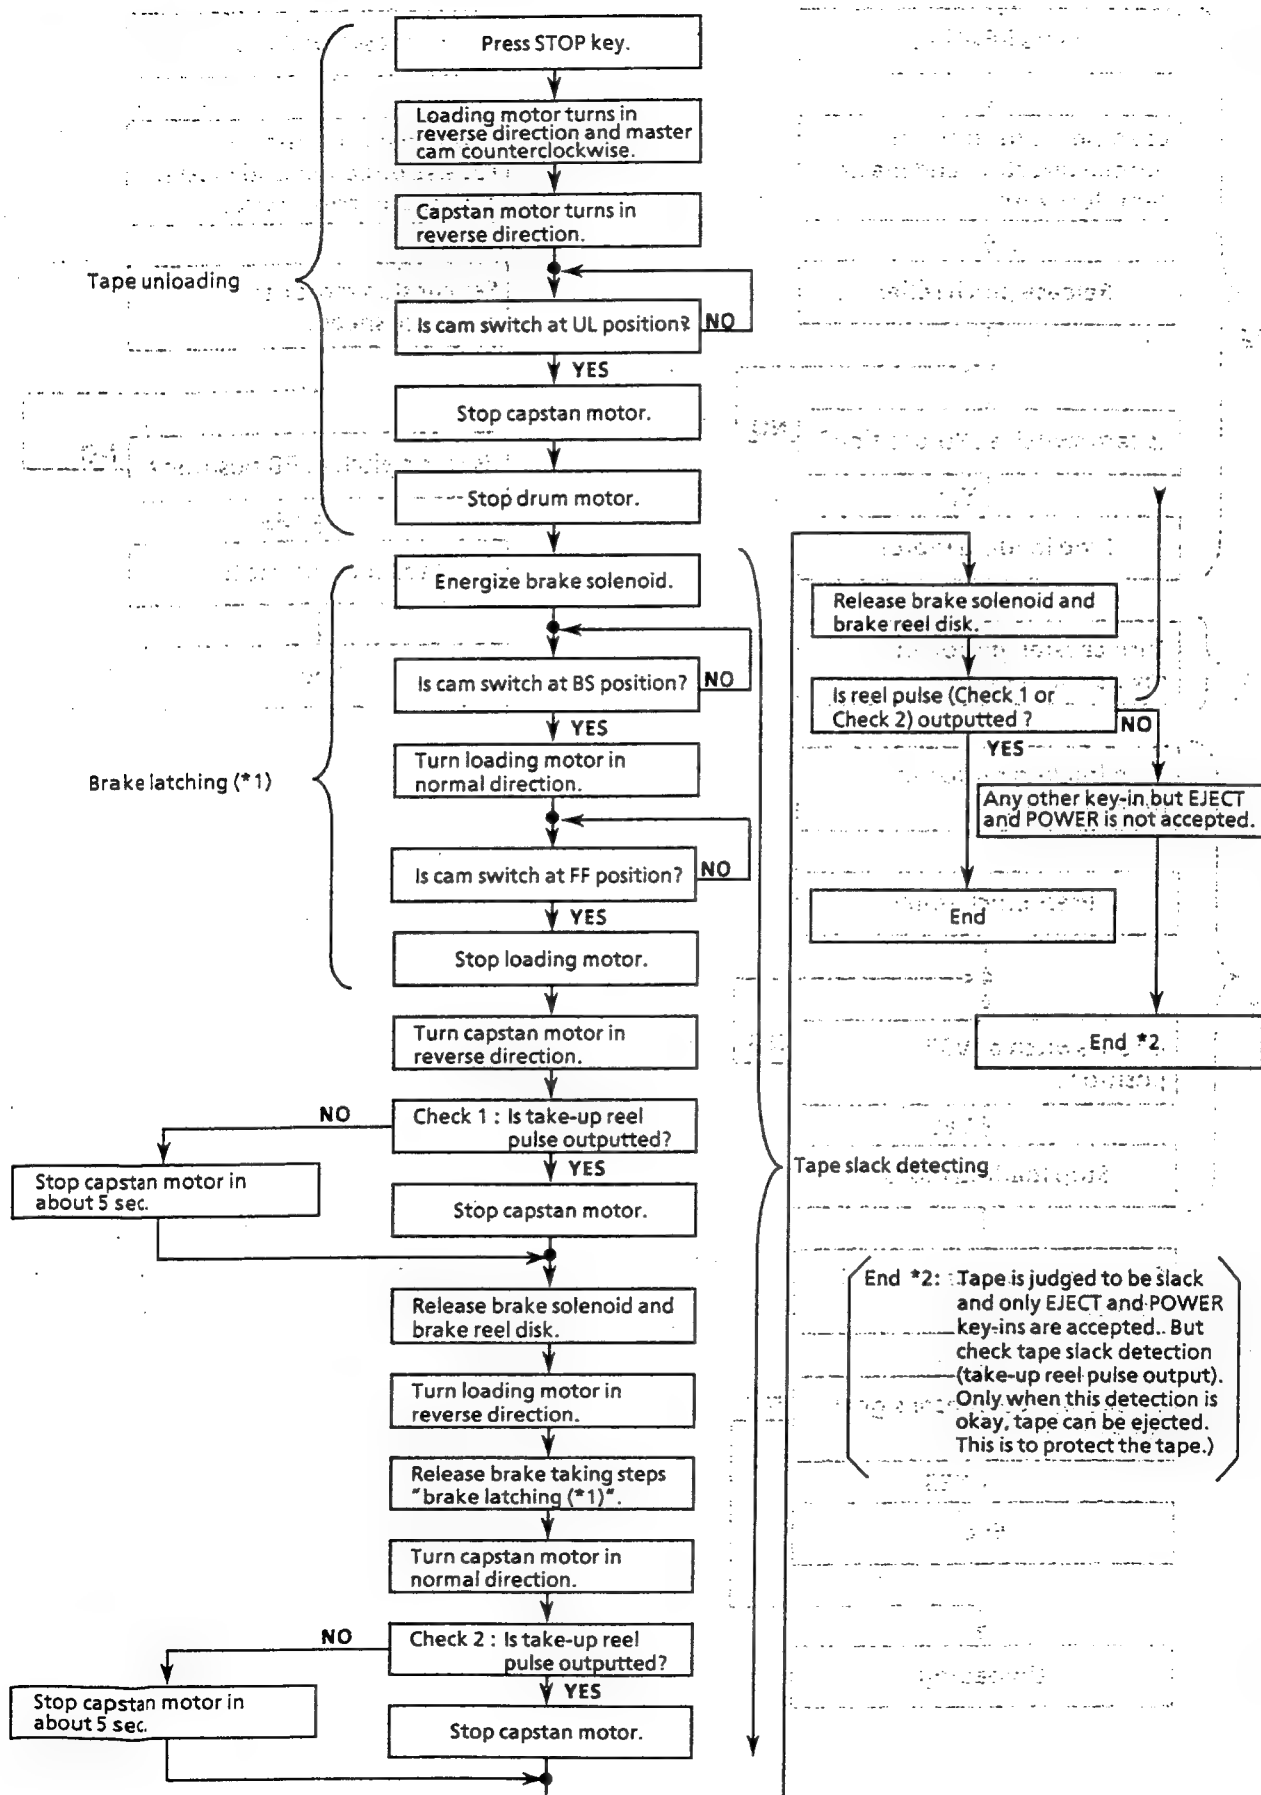 Press STOP key.
Loading motor turns in
reverse direction and master
cam counterclockwise.
Capstan motor turns in
reverse direction.
Tape unloading
Is cam switch at UL position?
NO
YES
Stop capstan motor.
Stop drum motor.
Energize brake solenoid.
Is cam switch at BS position?
NO
YES
Turn loading motor in
normal direction.
Brake latching (*1)
Is cam switch at FF position?
NO
YES
Stop loading motor.
Turn capstan motor in
reverse direction.
NO
Check 1 : Is take-up reel
pulse outputted?
YES
Stop capstan motor in
about 5 sec.
Stop capstan motor.
Release brake solenoid and
brake reel disk.
Turn loading motor in
reverse direction.
Release brake taking steps
"brake latching (*1)".
Turn capstan motor in
normal direction.
NO
Check 2 : Is take-up reel
pulse outputted?
YES
Stop capstan motor in
about 5 sec.
Stop capstan motor.
Tape slack detecting
Release brake solenoid and
brake reel disk.
Is reel pulse (Check 1 or
Check 2) outputted ?
NO
YES
Any other key-in but EJECT
and POWER is not accepted.
End
End *2
End *2: Tape is judged to be slack
and only EJECT and POWER
key-ins are accepted.. But
check tape slack detection
(take-up reel pulse output).
Only when this detection is
okay, tape can be ejected.
This is to protect the tape.)